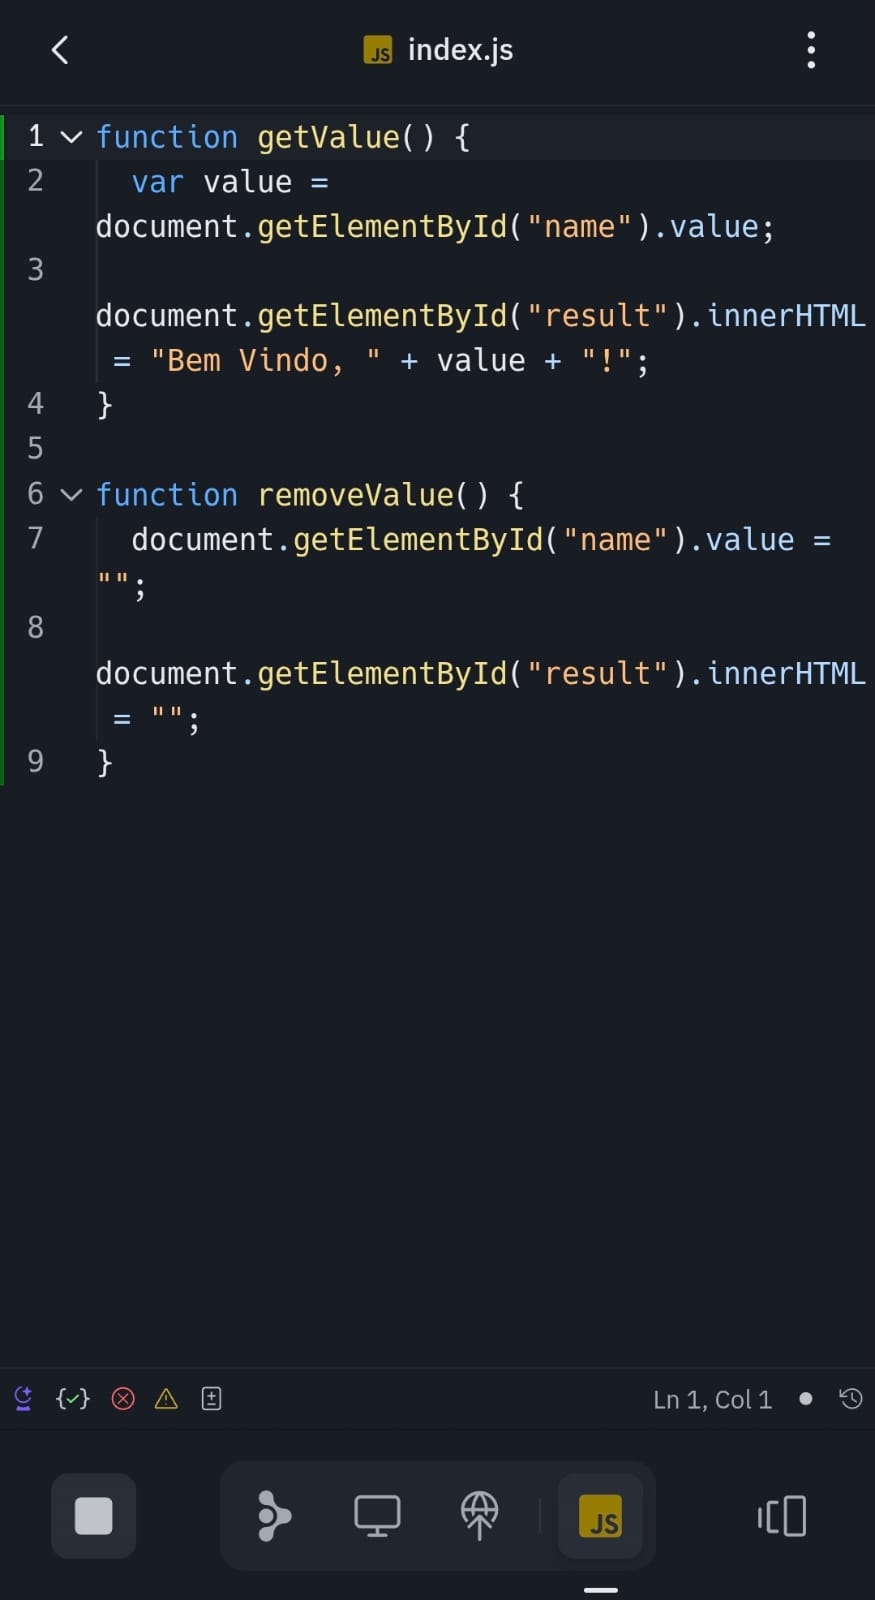 JS index.js
1 function getValue() {
2 var value =
document.getElementById("name").value;
3
document.getElementById("result").innerHTML
= "Bem Vindo, " + value + "!";
4 }
5
6 function removeValue() {
7 document.getElementById("name").value =
"";
8
document.getElementById("result").innerHTML
= "";
9 }
Ln 1, Col 1
JS